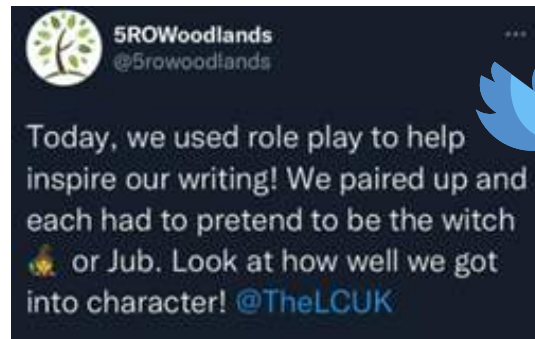 5ROWoodlands
@5rowoodlands
Today, we used role play to help
inspire our writing! We paired up and
each had to pretend to be the witch
🧙‍♀️ or Jub. Look at how well we got
into character! @TheLCUK